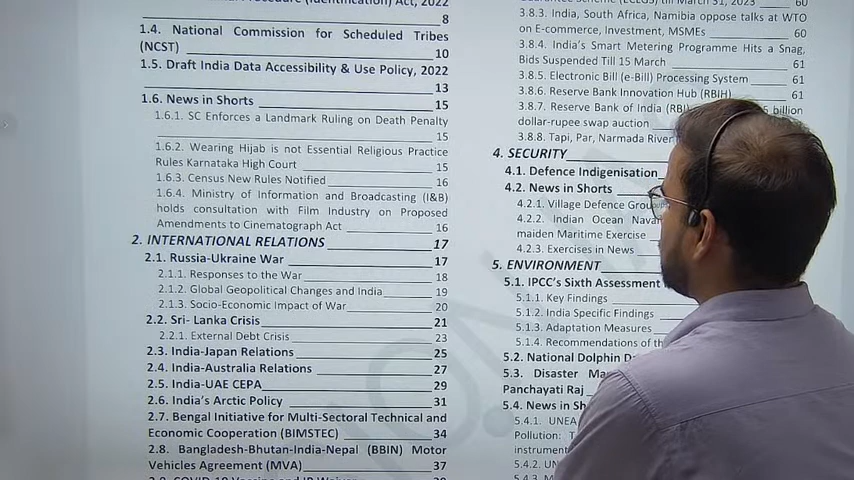 Procedure (Identification) Act, 2022
8
1.4. National Commission for Scheduled Tribes
(NCST) 10
1.5. Draft India Data Accessibility & Use Policy, 2022
13
1.6. News in Shorts 15
1.6.1. SC Enforces a Landmark Ruling on Death Penalty
15
1.6.2. Wearing Hijab is not Essential Religious Practice
Rules Karnataka High Court 15
1.6.3. Census New Rules Notified 16
1.6.4. Ministry of Information and Broadcasting (I&B)
holds consultation with Film Industry on Proposed
Amendments to Cinematograph Act 16
2. INTERNATIONAL RELATIONS 17
2.1. Russia-Ukraine War 17
2.1.1. Responses to the War 18
2.1.2. Global Geopolitical Changes and India 19
2.1.3. Socio-Economic Impact of War 20
2.2. Sri- Lanka Crisis 21
2.2.1. External Debt Crisis 23
2.3. India-Japan Relations 25
2.4. India-Australia Relations 27
2.5. India-UAE CEPA 29
2.6. India's Arctic Policy 31
2.7. Bengal Initiative for Multi-Sectoral Technical and
Economic Cooperation (BIMSTEC) 34
2.8. Bangladesh-Bhutan-India-Nepal (BBIN) Motor
Vehicles Agreement (MVA) 37
Scheme (ECLGS) till March 31, 2023 60
3.8.3. India, South Africa, Namibia oppose talks at WTO
on E-commerce, Investment, MSMEs 60
3.8.4. India's Smart Metering Programme Hits a Snag,
Bids Suspended Till 15 March 61
3.8.5. Electronic Bill (e-Bill) Processing System 61
3.8.6. Reserve Bank Innovation Hub (RBIH) 61
3.8.7. Reserve Bank of India (RBI) billion
dollar-rupee swap auction
3.8.8. Tapi, Par, Narmada River
4. SECURITY
4.1. Defence Indigenisation
4.2. News in Shorts
4.2.1. Village Defence Groups
4.2.2. Indian Ocean Naval
maiden Maritime Exercise
4.2.3. Exercises in News
5. ENVIRONMENT
5.1. IPCC's Sixth Assessment
5.1.1. Key Findings
5.1.2. India Specific Findings
5.1.3. Adaptation Measures
5.1.4. Recommendations of th
5.2. National Dolphin D
5.3. Disaster Ma
Panchayati Raj
5.4. News in Sh
5.4.1. UNEA
Pollution: T
instrument
5.4.2. UN
5.4.3. M